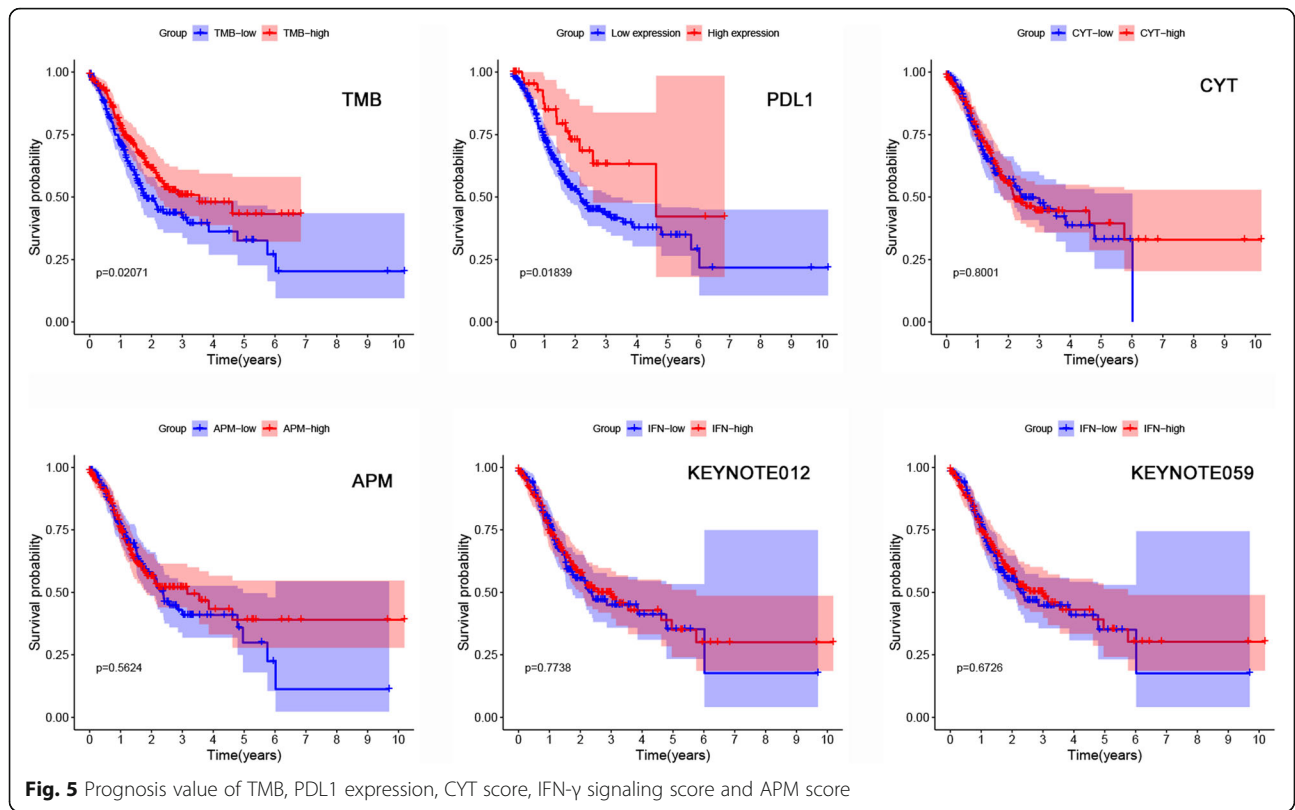 Group TMB-low TMB-high
TMB
Survival probability
1.00
0.75
0.50
0.25
0.00
p=0.02071
0 1 2 3 4 5 6 7 8 9 10
Time(years)
Group Low expression High expression
PDL1
Survival probability
1.00
0.75
0.50
0.25
0.00
p=0.01839
0 1 2 3 4 5 6 7 8 9 10
Time(years)
Group CYT-low CYT-high
CYT
Survival probability
1.00
0.75
0.50
0.25
0.00
p=0.8001
0 1 2 3 4 5 6 7 8 9 10
Time(years)
Group APM-low APM-high
APM
Survival probability
1.00
0.75
0.50
0.25
0.00
p=0.5624
0 1 2 3 4 5 6 7 8 9 10
Time(years)
Group IFN-low IFN-high
KEYNOTE012
Survival probability
1.00
0.75
0.50
0.25
0.00
p=0.7738
0 1 2 3 4 5 6 7 8 9 10
Time(years)
Group IFN-low IFN-high
KEYNOTE059
Survival probability
1.00
0.75
0.50
0.25
0.00
p=0.6726
0 1 2 3 4 5 6 7 8 9 10
Time(years)
Fig. 5 Prognosis value of TMB, PDL1 expression, CYT score, IFN-γ signaling score and APM score